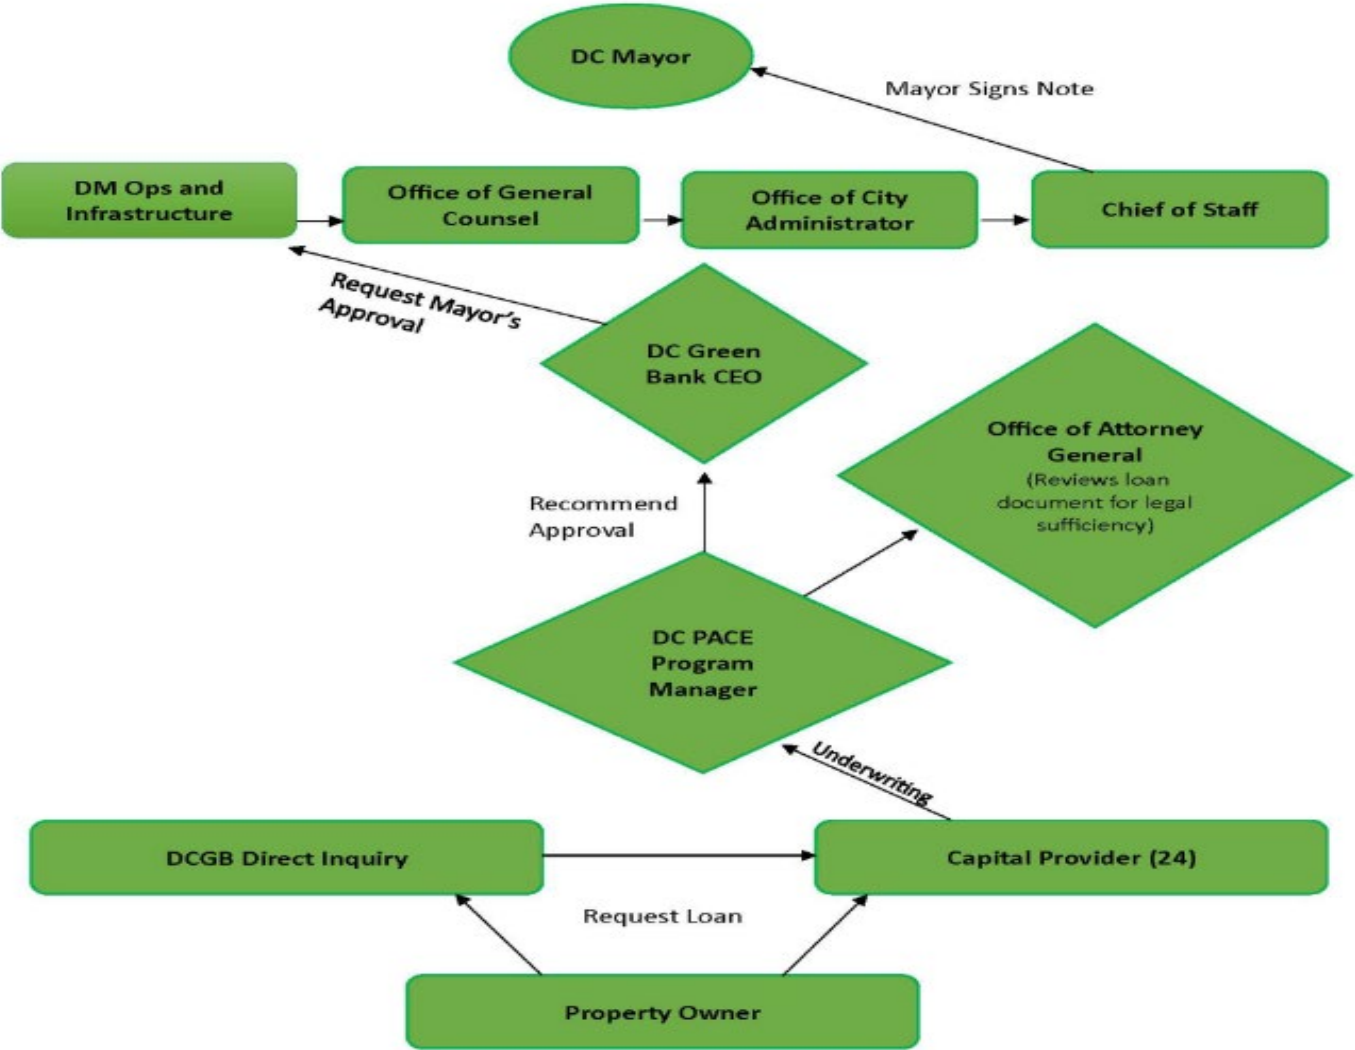 DC Mayor
Mayor Signs Note
DM Ops and
Infrastructure
Office of General
Counsel
Office of City
Administrator
Chief of Staff
Request Mayor's
Approval
DC Green
Bank CEO
Office of Attorney
General
(Reviews loan
document for legal
sufficiency)
Recommend
Approval
DC PACE
Program
Manager
Underwriting
DCGB Direct Inquiry
Capital Provider (24)
Request Loan
Property Owner